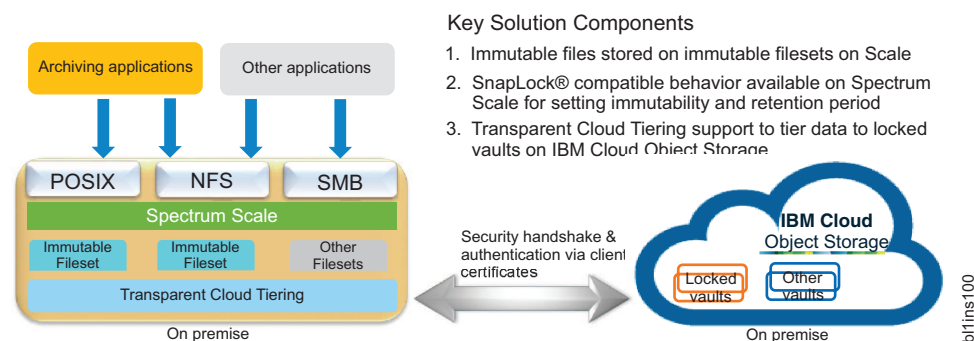 Key Solution Components
1. Immutable files stored on immutable filesets on Scale
2. SnapLock® compatible behavior available on Spectrum
Scale for setting immutability and retention period
3. Transparent Cloud Tiering support to tier data to locked
vaults on IBM Cloud Object Storage
Archiving applications
Other applications
POSIX
NFS
SMB
Spectrum Scale
Immutable
Fileset
Immutable
Fileset
Other
Filesets
Transparent Cloud Tiering
On premise
Security handshake &
authentication via client
certificates
IBM Cloud
Object Storage
Locked
vaults
Other
vaults
On premise
bl1ins100